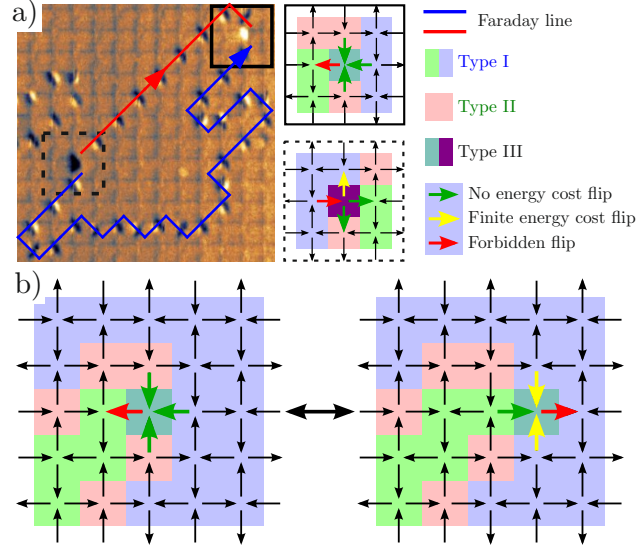 a)
Faraday line
Type I
Type II
Type III
No energy cost flip
Finite energy cost flip
Forbidden flip
b)